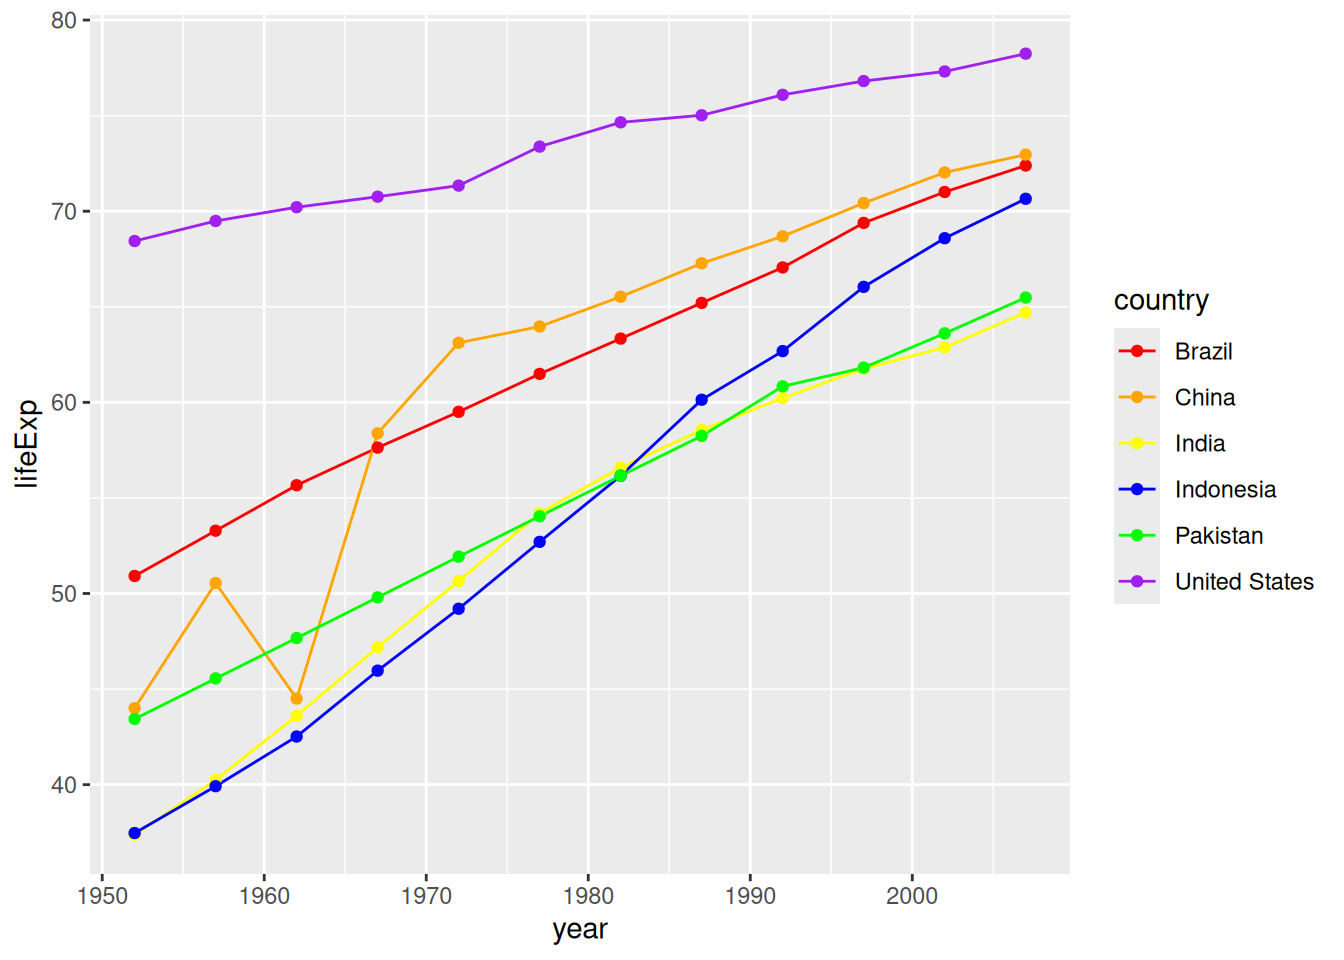 80
70
60
50
40
lifeExp
1950 1960 1970 1980 1990 2000
year
country
Brazil
China
India
Indonesia
Pakistan
United States